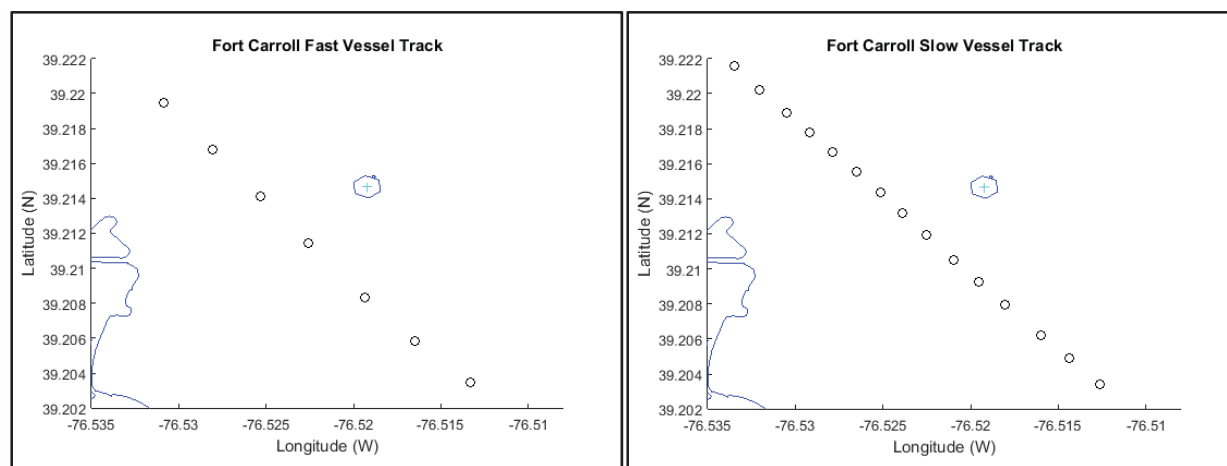 Fort Carroll Fast Vessel Track
39.222
39.22
39.218
39.216
39.214
39.212
39.21
39.208
39.206
39.204
39.202
Latitude (N)
-76.535 -76.53 -76.525 -76.52 -76.515 -76.51
Longitude (W)
Fort Carroll Slow Vessel Track
39.222
39.22
39.218
39.216
39.214
39.212
39.21
39.208
39.206
39.204
39.202
Latitude (N)
-76.535 -76.53 -76.525 -76.52 -76.515 -76.51
Longitude (W)